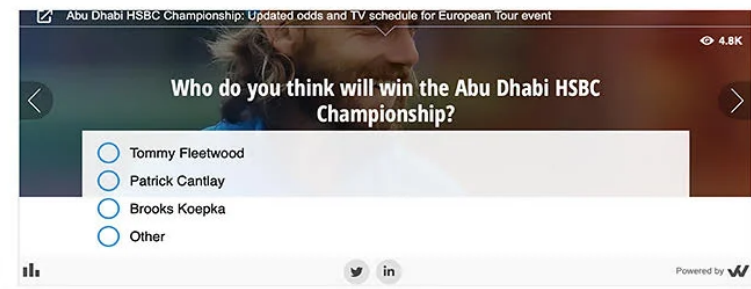 Abu Dhabi HSBC Championship: Updated odds and TV schedule for European Tour event
4.8K
Who do you think will win the Abu Dhabi HSBC
Championship?
Tommy Fleetwood
Patrick Cantlay
Brooks Koepka
Other
in
Powered by